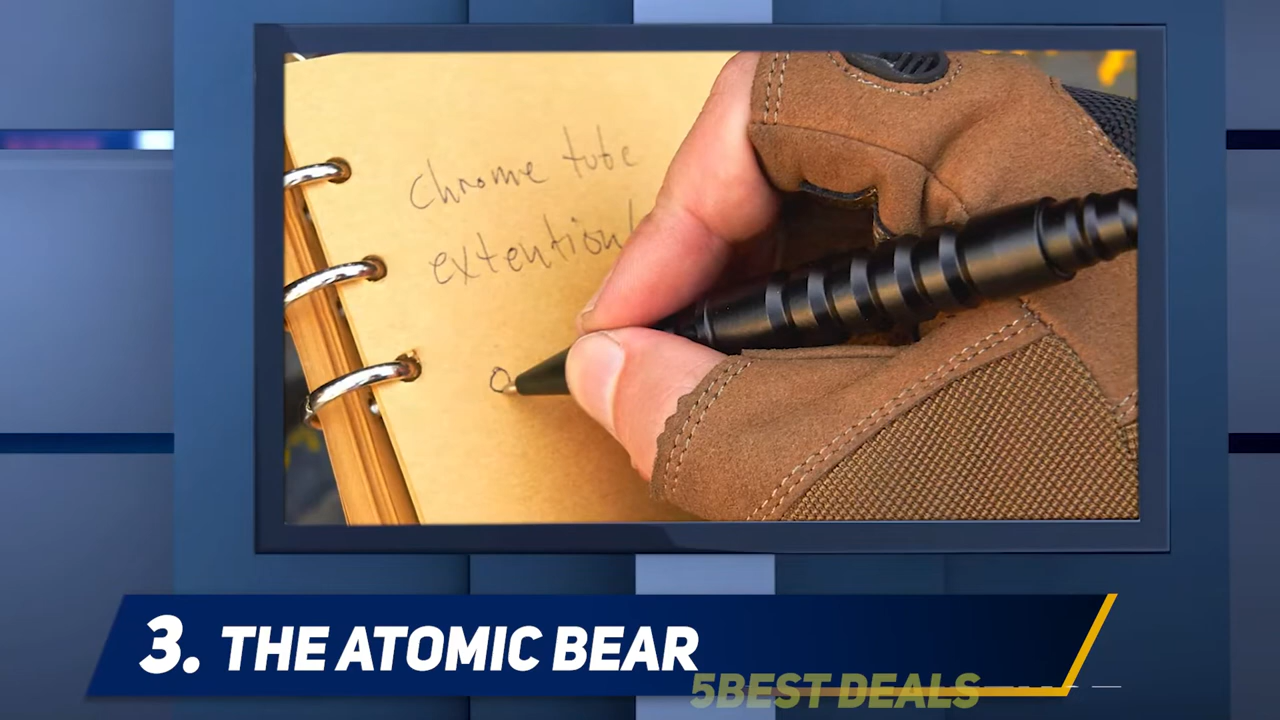 Chrome tube
extention
3. THE ATOMIC BEAR
5BEST DEALS